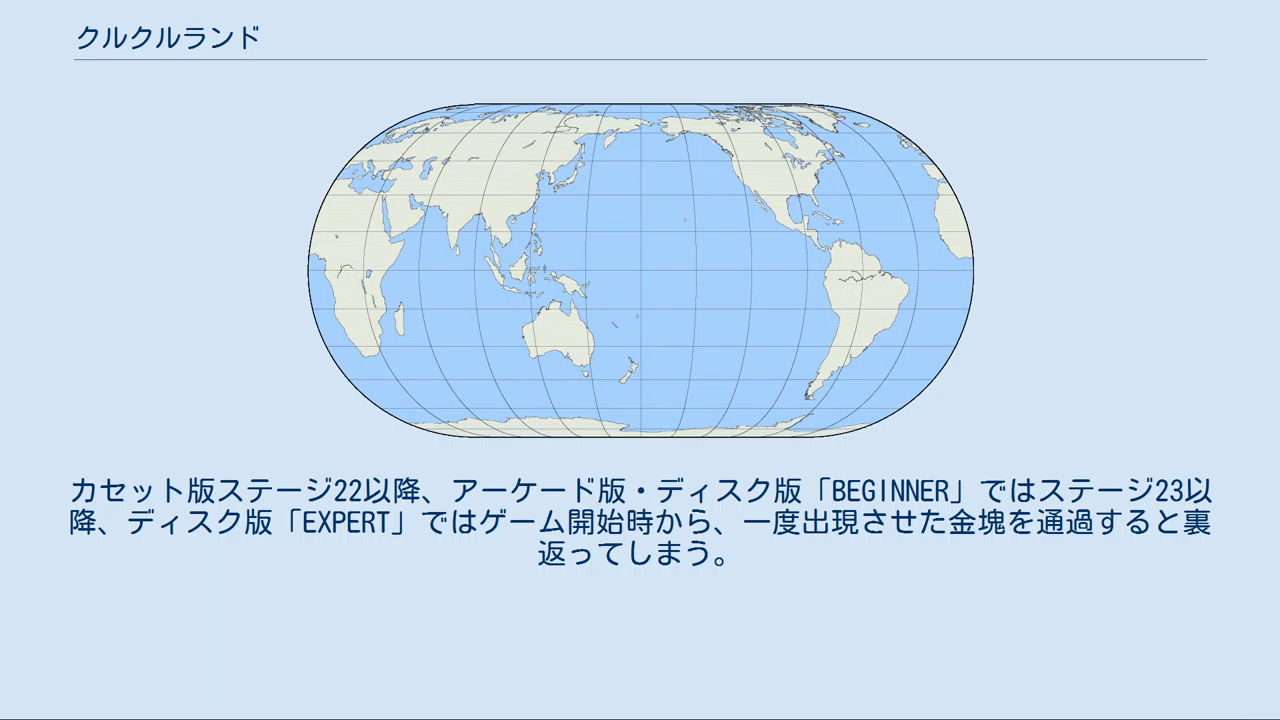 クルクルランド
カセット版ステージ22以降、アーケード版・ディスク版「BEGINNER」ではステージ23以
降、ディスク版「EXPERT」ではゲーム開始時から、一度出現させた金塊を通過すると裏
返ってしまう。